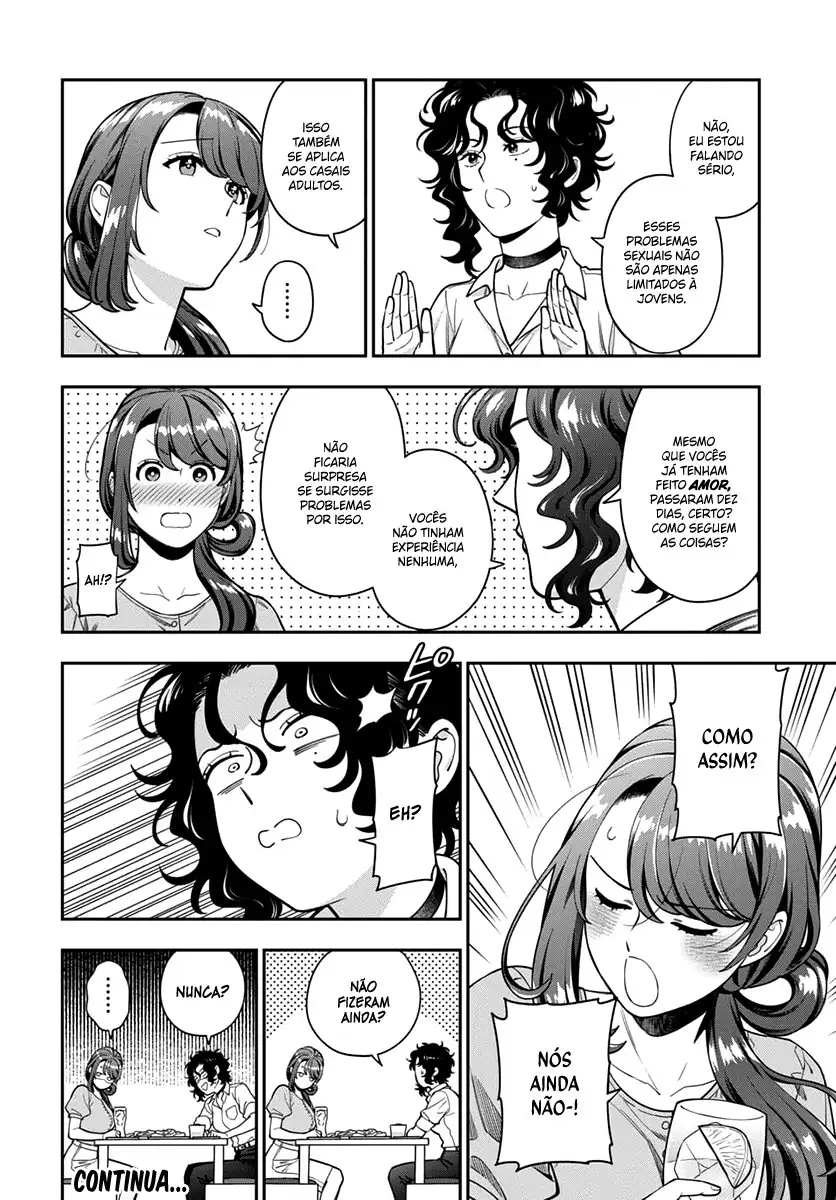 NÃO,
EU ESTOU
FALANDO
SÉRIO,
ESSES
PROBLEMAS
SEXUAIS NÃO
SÃO APENAS
LIMITADOS À
JOVENS.
ISSO
TAMBÉM
SE APLICA
AOS CASAIS
ADULTOS.
......
MESMO
QUE VOCÊS
JÁ TENHAM
FEITO AMOR,
PASSARAM DEZ
DIAS, CERTO?
COMO SEGUEM
AS COISAS?
VOCÊS
NÃO TINHAM
EXPERIÊNCIA
NENHUMA,
NÃO
FICARIA
SURPRESA
SE SURGISSE
PROBLEMAS
POR ISSO.
AH!?
COMO
ASSIM?
NÓS
AINDA
NÃO-!
ピクッ
EH?
NÃO
FIZERAM
AINDA?
NUNCA?
......
CONTINUA...